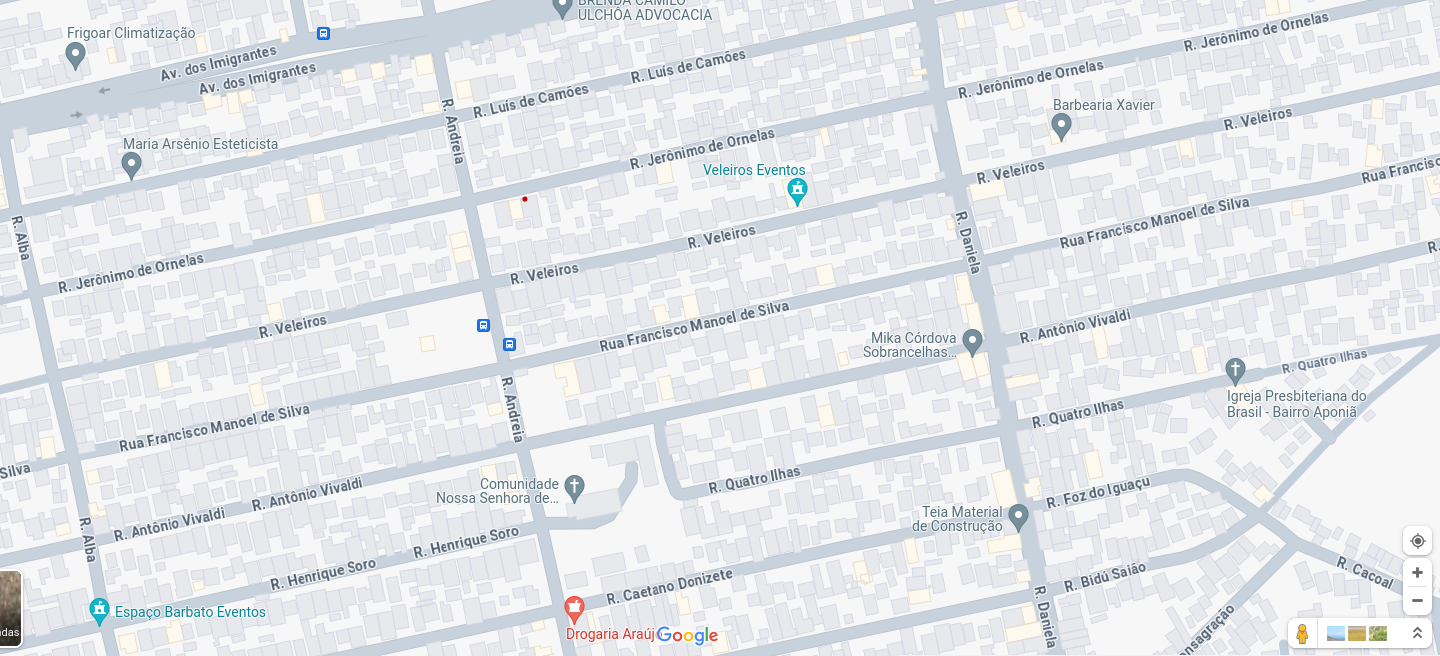 BRENDA CAMILO
ULCHÔA ADVOCACIA
Frigoar Climatização
Av. dos Imigrantes
Av. dos Imigrantes
R. Luís de Camões
R. Luís de Camões
R. Jerônimo de Ornelas
R. Jerônimo de Ornelas
Barbearia Xavier
R. Veleiros
R. Andreia
Maria Arsênio Esteticista
R. Jerônimo de Ornelas
Veleiros Eventos
R. Veleiros
Rua Francisco
R. Alba
R. Veleiros
R. Daniela
Rua Francisco Manoel de Silva
R.
R. Jerônimo de Ornelas
R. Veleiros
R. Veleiros
Rua Francisco Manoel de Silva
R. Antônio Vivaldi
Mika Córdova
Sobrancelhas...
R. Quatro Ilhas
Igreja Presbiteriana do
Brasil - Bairro Aponiã
R. Andreia
Rua Francisco Manoel de Silva
R. Quatro Ilhas
Silva
R. Antônio Vivaldi
R. Antônio Vivaldi
Comunidade
Nossa Senhora de...
R. Quatro Ilhas
R. Foz do Iguaçu
Teia Material
de Construção
R. Alba
R. Henrique Soro
R. Henrique Soro
R. Caetano Donizete
R. Bidú Saião
R. Cacoal
R. Daniela
Espaço Barbato Eventos
Drogaria Araúj
Google
nsagração
adas